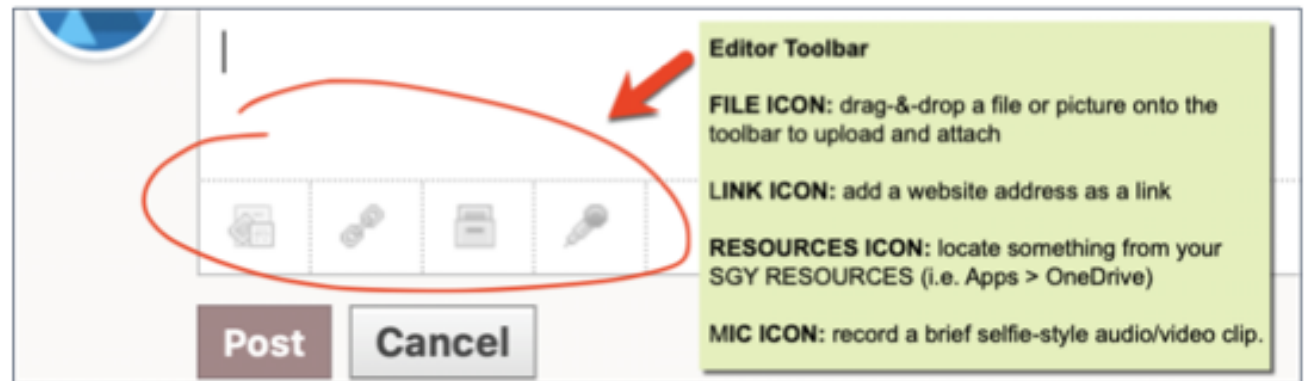 Editor Toolbar
FILE ICON: drag-&-drop a file or picture onto the
toolbar to upload and attach
LINK ICON: add a website address as a link
RESOURCES ICON: locate something from your
SGY RESOURCES (i.e. Apps > OneDrive)
MIC ICON: record a brief selfie-style audio/video clip.
Post
Cancel